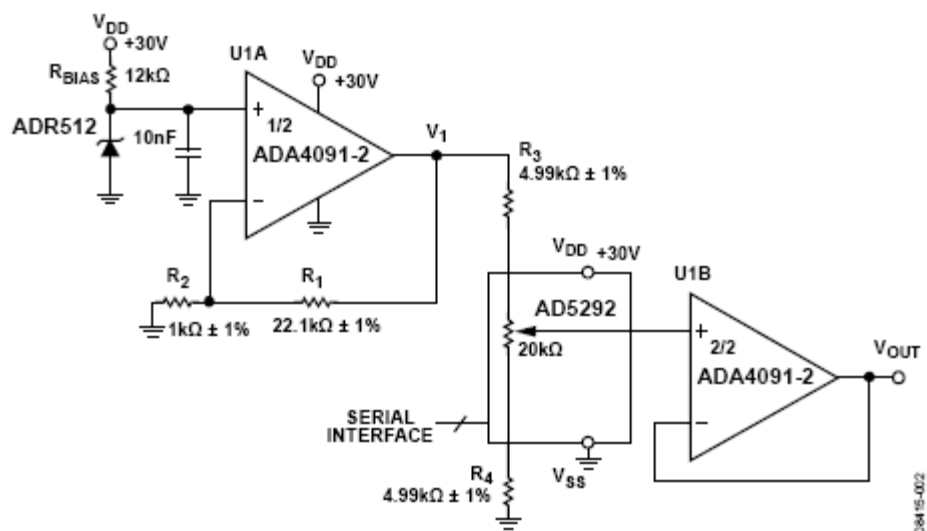 VDD
+30V
RBIAS
12kΩ
ADR512
10nF
U1A
VDD
+30V
+
1/2
ADA4091-2
−
V1
R2
1kΩ ± 1%
R1
22.1kΩ ± 1%
R3
4.99kΩ ± 1%
VDD +30V
AD5292
20kΩ
SERIAL
INTERFACE
VSS
R4
4.99kΩ ± 1%
U1B
+
2/2
ADA4091-2
−
VOUT
08415-002